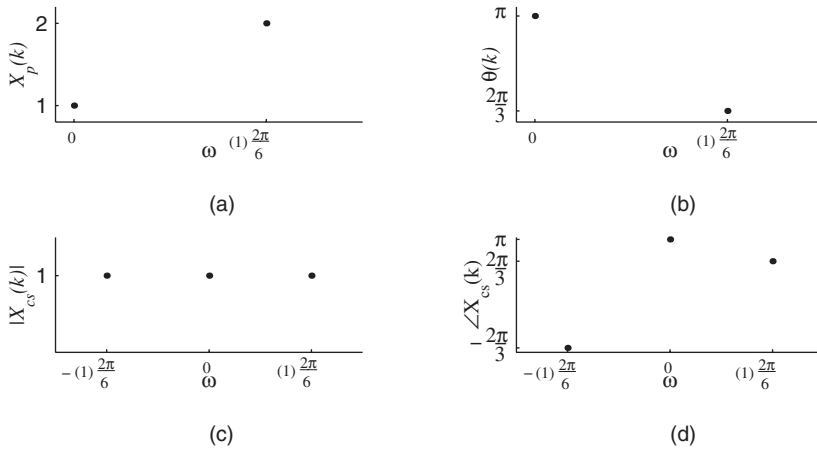 2
X_p(k)
1
0
ω
(1) 2π/6
(a)
π
θ(k)
2π/3
0
ω
(1) 2π/6
(b)
1
|X_cs(k)|
− (1) 2π/6
0
ω
(1) 2π/6
(c)
π
2π/3
∠X_cs(k)
− 2π/3
− (1) 2π/6
0
ω
(1) 2π/6
(d)